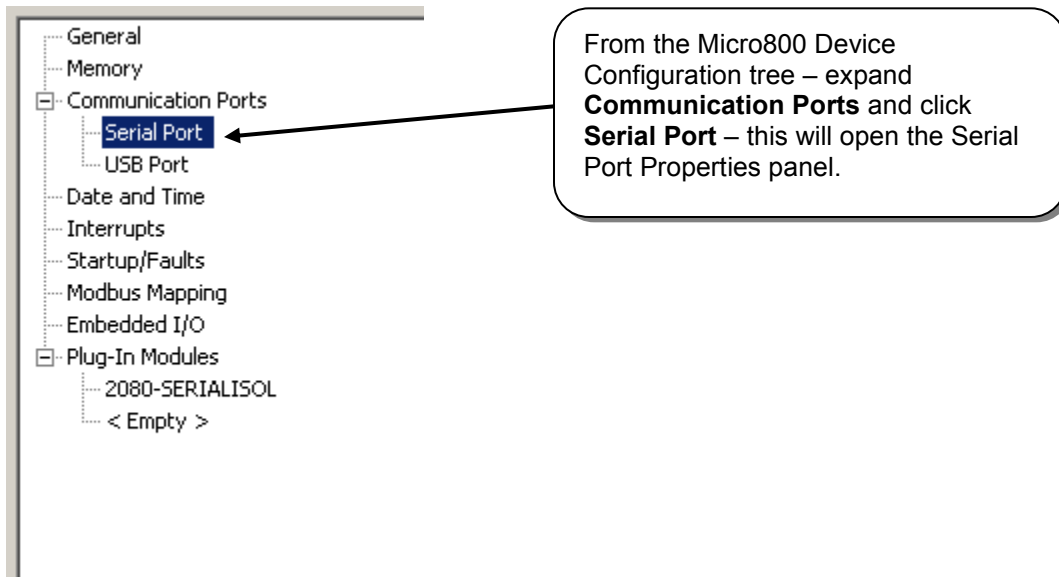 General
Memory
Communication Ports
Serial Port
USB Port
Date and Time
Interrupts
Startup/Faults
Modbus Mapping
Embedded I/O
Plug-In Modules
2080-SERIALISOL
< Empty >
From the Micro800 Device
Configuration tree – expand
Communication Ports and click
Serial Port – this will open the Serial
Port Properties panel.